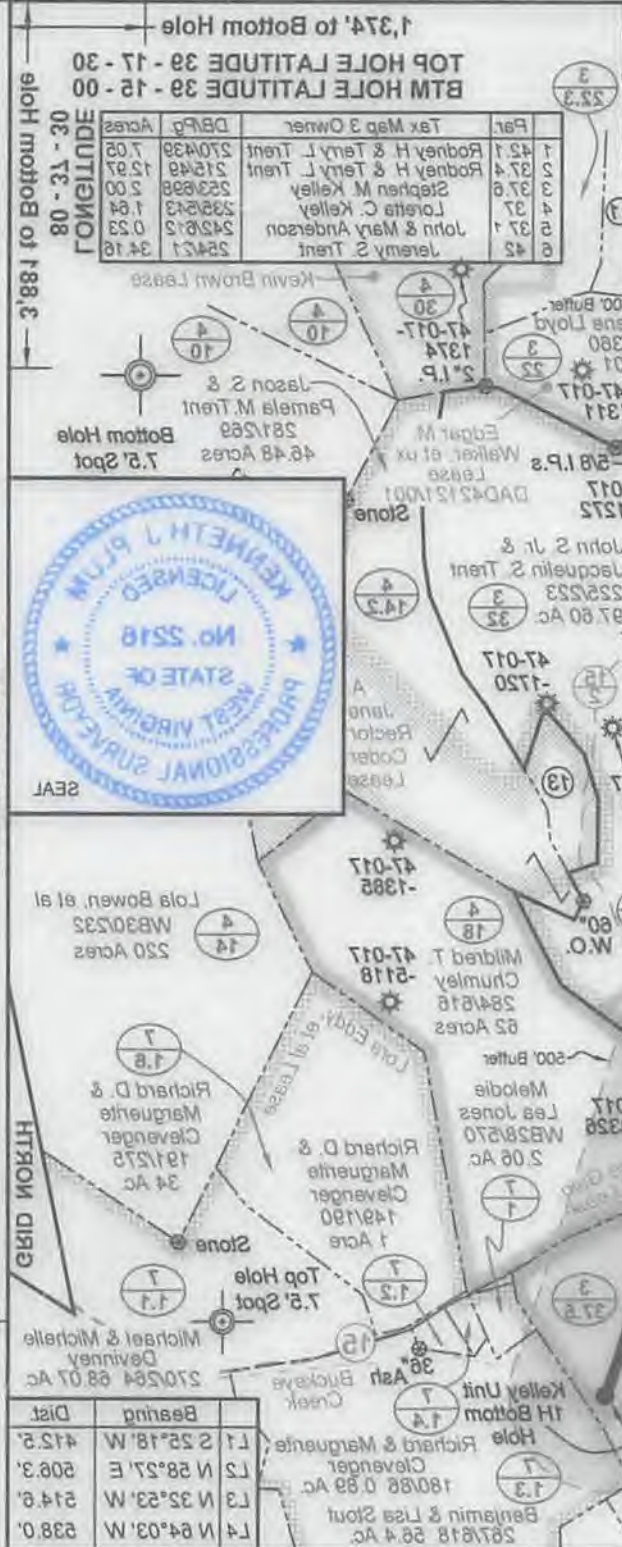 1,374' to Bottom Hole
TOP HOLE LATITUDE 39 - 17 - 30
BTM HOLE LATITUDE 39 - 15 - 00
3,881 to Bottom Hole
LONGITUDE
80 - 37 - 30
Par. Tax Map 3 Owner DB/Pg Acres
1 42.1 Rodney H. & Terry L. Trent 270/439 7.05
2 37.4 Rodney H. & Terry L. Trent 215/49 12.97
3 37.6 Stephen M. Kelley 253/698 2.00
4 37 Loretta C. Kelley 235/543 1.64
5 37 1 John & Mary Anderson 242/612 0.23
6 42 Jeremy S. Trent 254/21 34.16
3
22.3
Kevin Brown Lease
4
30
4
10
4
10
47-017-
1374
2" I.P.
3
22
47-017
Jason S. &
Pamela M. Trent
281/269
46.48 Acres
Bottom Hole
7.5' Spot
Edgar M.
Walker, et ux
Lease
DAD4212\001
5/8 I.P.s
Stone
John S. Jr. &
Jacquelin S. Trent
225/223
97.60 Ac.
3
32
4
14.2
47-017
-1720
15
2
13
KENNETH J PLUM
LICENSED
No. 2216
STATE OF
WEST VIRGINIA
PROFESSIONAL SURVEYOR
SEAL
Jane
Rector
Coder
Lease
47-017
-1385
Lola Bowen, et al
WB30/232
220 Acres
4
14
4
18
60"
W.O.
Mildred T.
Chumley
284/616
62 Acres
47-017
-5118
Lora Eddy,
et al Lease
500' Buffer
7
1.6
Richard D. &
Marguerite
Clevenger
191/275
34 Ac
Melodie
Lea Jones
WB28/570
2.06 Ac.
Richard D. &
Marguerite
Clevenger
149/190
1 Acre
7
1
GRID NORTH
Stone
Top Hole
7.5' Spot
7
1.2
7
1.1
3
37.5
Michael & Michelle
Devinney
270/264 68.07 Ac.
15
36" Ash
Buckeye
Creek
Kelley Unit
1H Bottom
Hole
7
1.4
Richard & Marguerite
Clevenger
180/86 0.89 Ac.
7
1.3
Benjamin & Lisa Stout
287/618 56.4 Ac.
Bearing Dist.
L1 S 25°18' W 412.5'
L2 N 58°27' E 506.3'
L3 N 32°53' W 514.6'
L4 N 64°03' W 538.0'